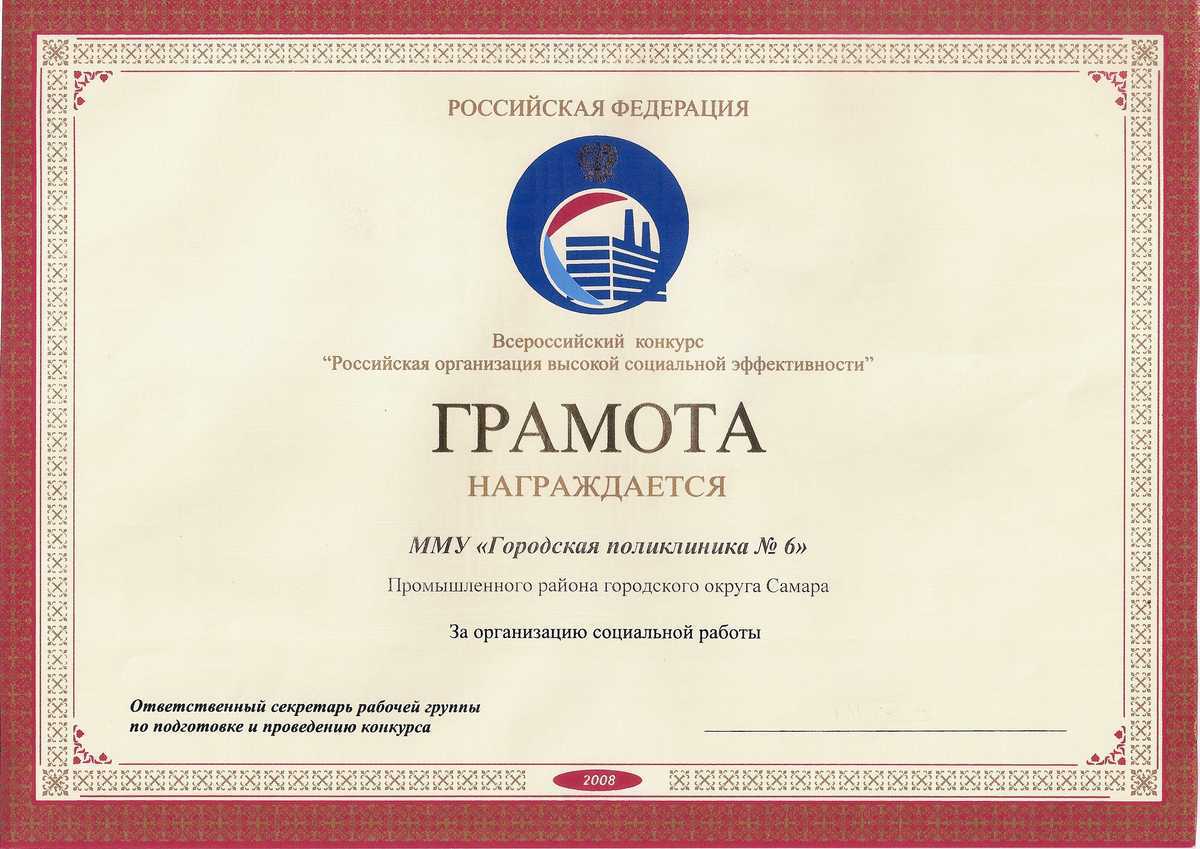 РОССИЙСКАЯ ФЕДЕРАЦИЯ
Всероссийский конкурс
“Российская организация высокой социальной эффективности”
ГРАМОТА
НАГРАЖДАЕТСЯ
ММУ «Городская поликлиника № 6»
Промышленного района городского округа Самара
За организацию социальной работы
Ответственный секретарь рабочей группы
по подготовке и проведению конкурса
2008